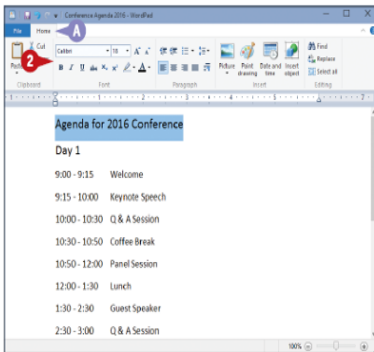 Conference Agenda 2016 - WordPad
File Home A
Cut
2
Calibri 18
Picture Paint drawing Date and time Insert object
Find
Replace
Select all
Clipboard Font Paragraph Insert Editing
Agenda for 2016 Conference
Day 1
9:00 - 9:15 Welcome
9:15 - 10:00 Keynote Speech
10:00 - 10:30 Q & A Session
10:30 - 10:50 Coffee Break
10:50 - 12:00 Panel Session
12:00 - 1:30 Lunch
1:30 - 2:30 Guest Speaker
2:30 - 3:00 Q & A Session
100%